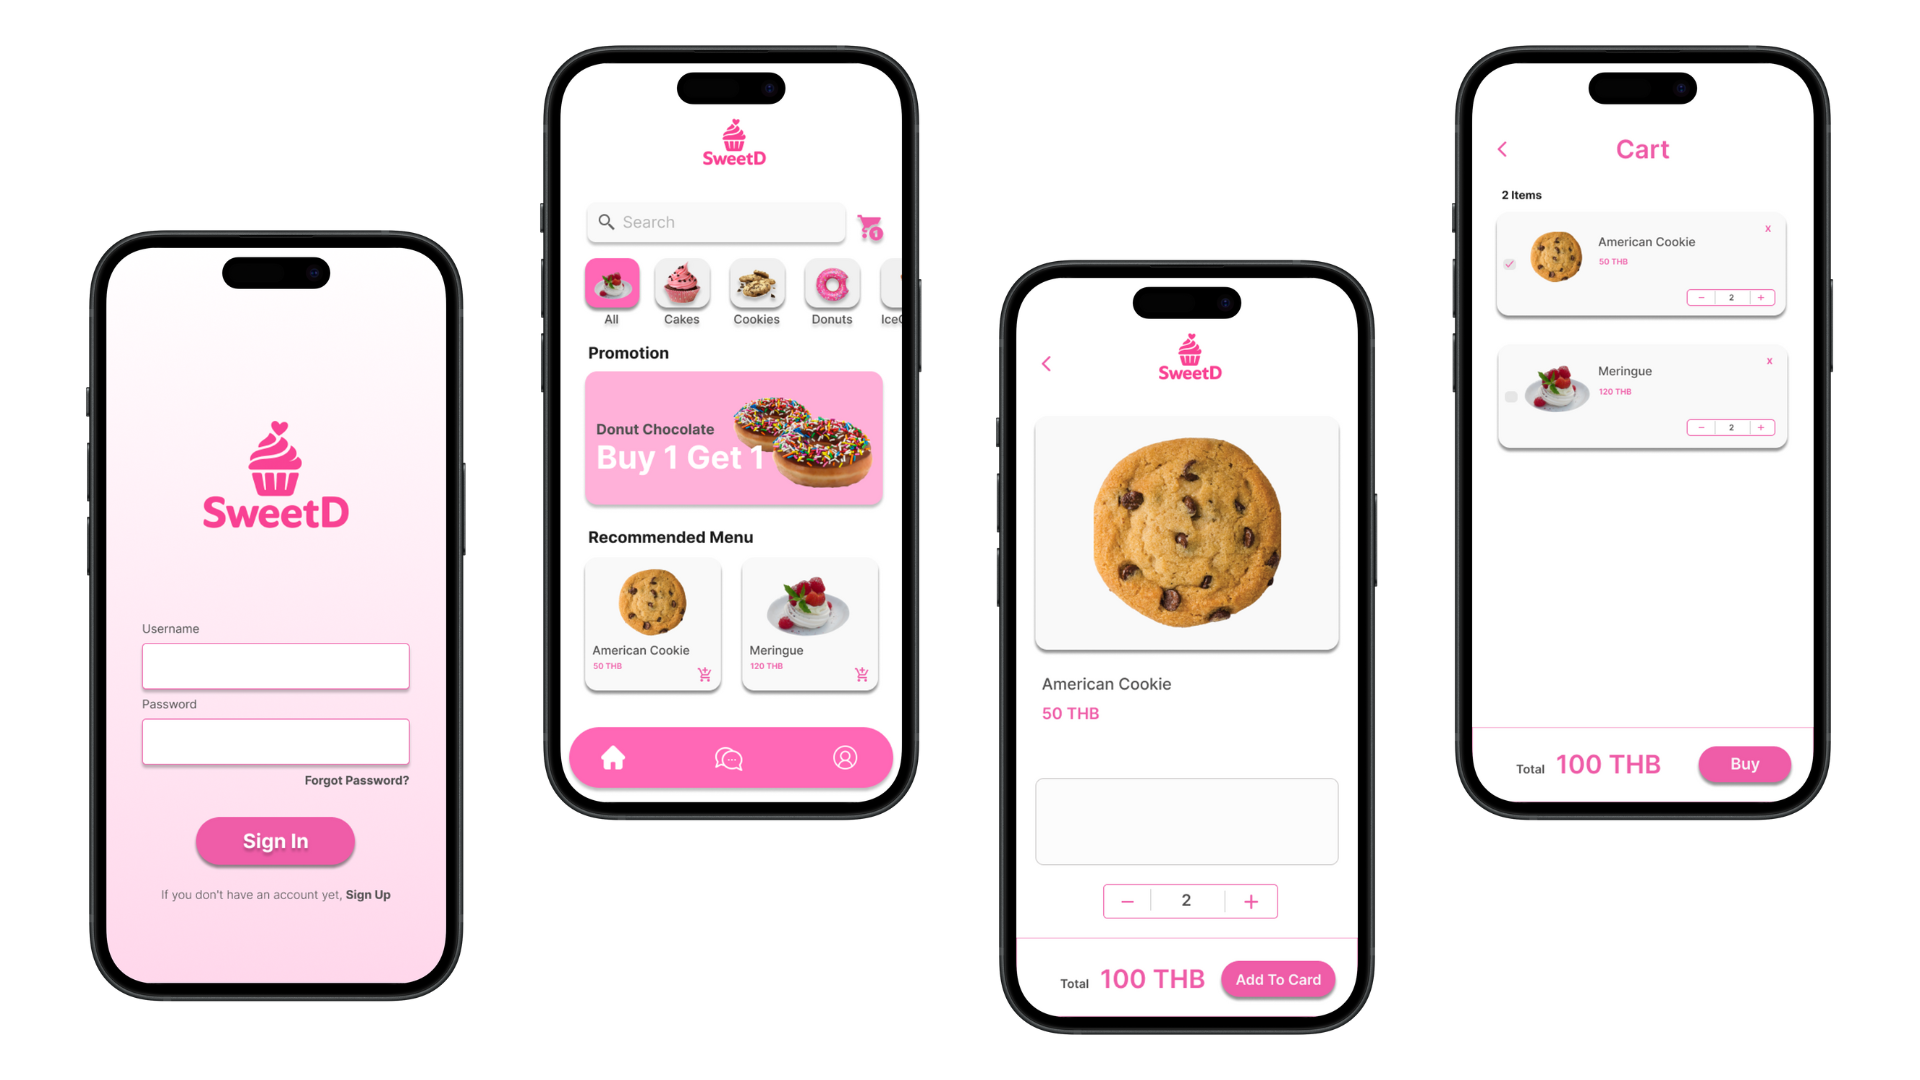 SweetD
Username
Password
Forgot Password?
Sign In
If you don't have an account yet, Sign Up
SweetD
Search
1
All
Cakes
Cookies
Donuts
IceC
Promotion
Donut Chocolate
Buy 1 Get 1
Recommended Menu
American Cookie
50 THB
Meringue
120 THB
SweetD
American Cookie
50 THB
2
Total 100 THB Add To Card
Cart
2 Items
American Cookie
x
50 THB
2
Meringue
x
120 THB
2
Total 100 THB Buy